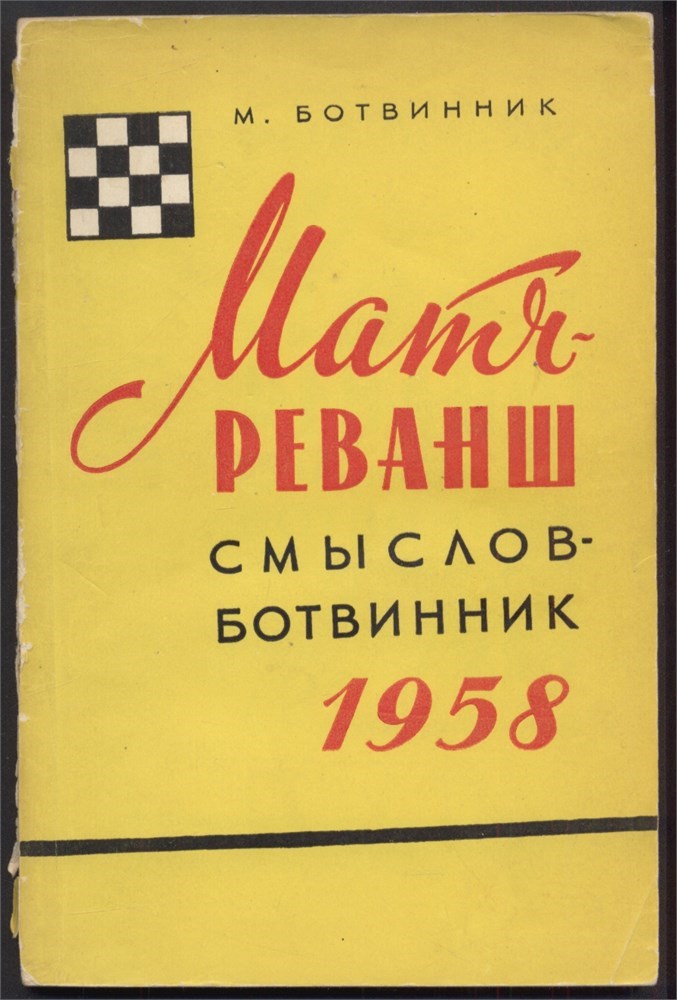 М. БОТВИННИК
Матч-
РЕВАНШ
СМЫСЛОВ-
БОТВИННИК
1958